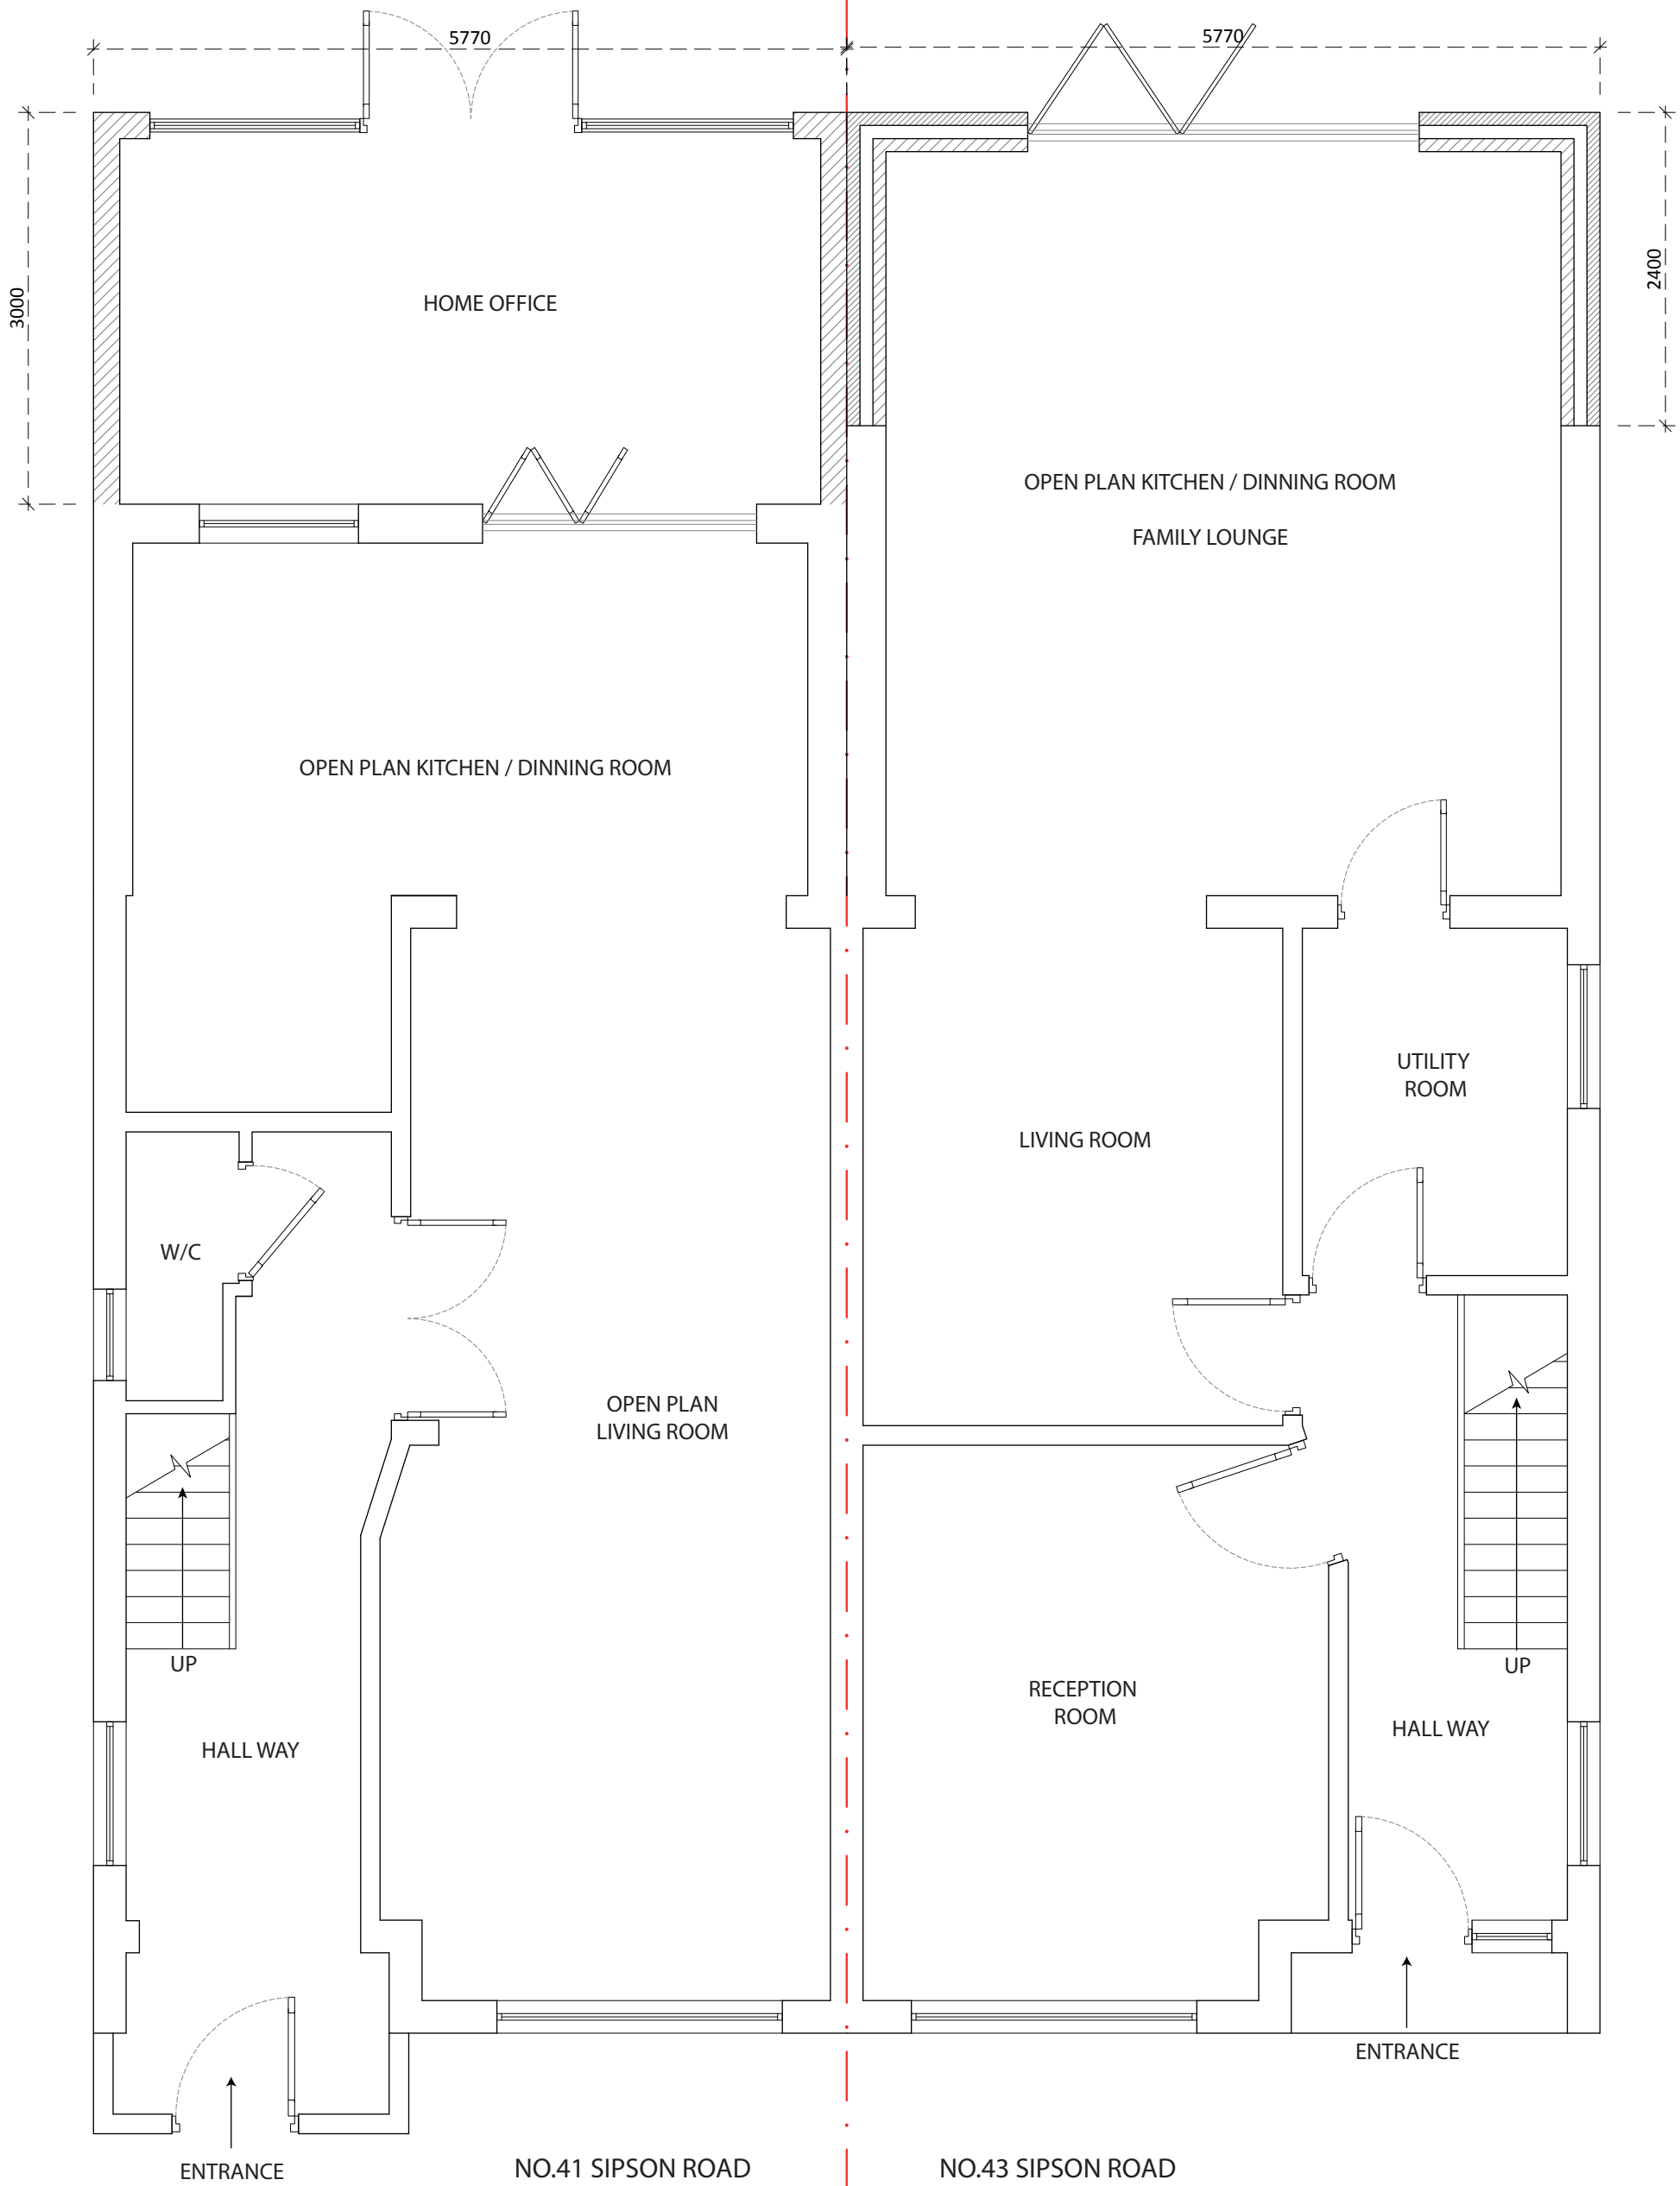 5770
5770
3000
2400
HOME OFFICE
OPEN PLAN KITCHEN / DINNING ROOM
FAMILY LOUNGE
OPEN PLAN KITCHEN / DINNING ROOM
UTILITY
ROOM
LIVING ROOM
W/C
OPEN PLAN
LIVING ROOM
UP
UP
RECEPTION
ROOM
HALL WAY
HALL WAY
ENTRANCE
ENTRANCE
NO.41 SIPSON ROAD
NO.43 SIPSON ROAD